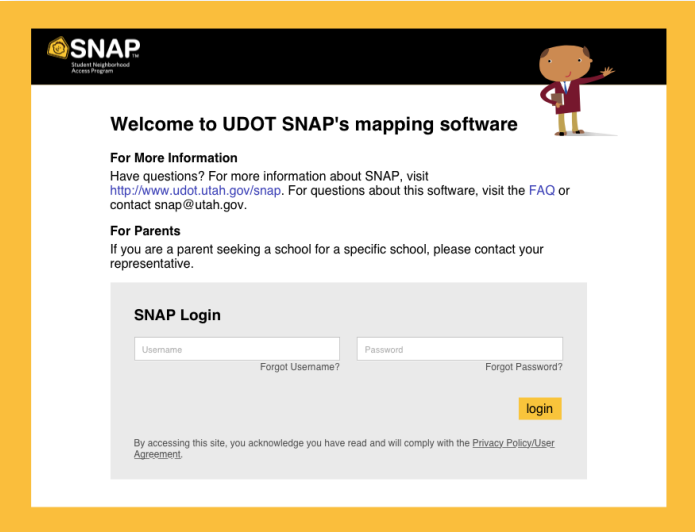 SNAP™
Student Neighborhood
Access Program
Welcome to UDOT SNAP's mapping software
For More Information
Have questions? For more information about SNAP, visit
http://www.udot.utah.gov/snap. For questions about this software, visit the FAQ or
contact snap@utah.gov.
For Parents
If you are a parent seeking a school for a specific school, please contact your
representative.
SNAP Login
Username Password
Forgot Username? Forgot Password?
login
By accessing this site, you acknowledge you have read and will comply with the Privacy Policy/User
Agreement.